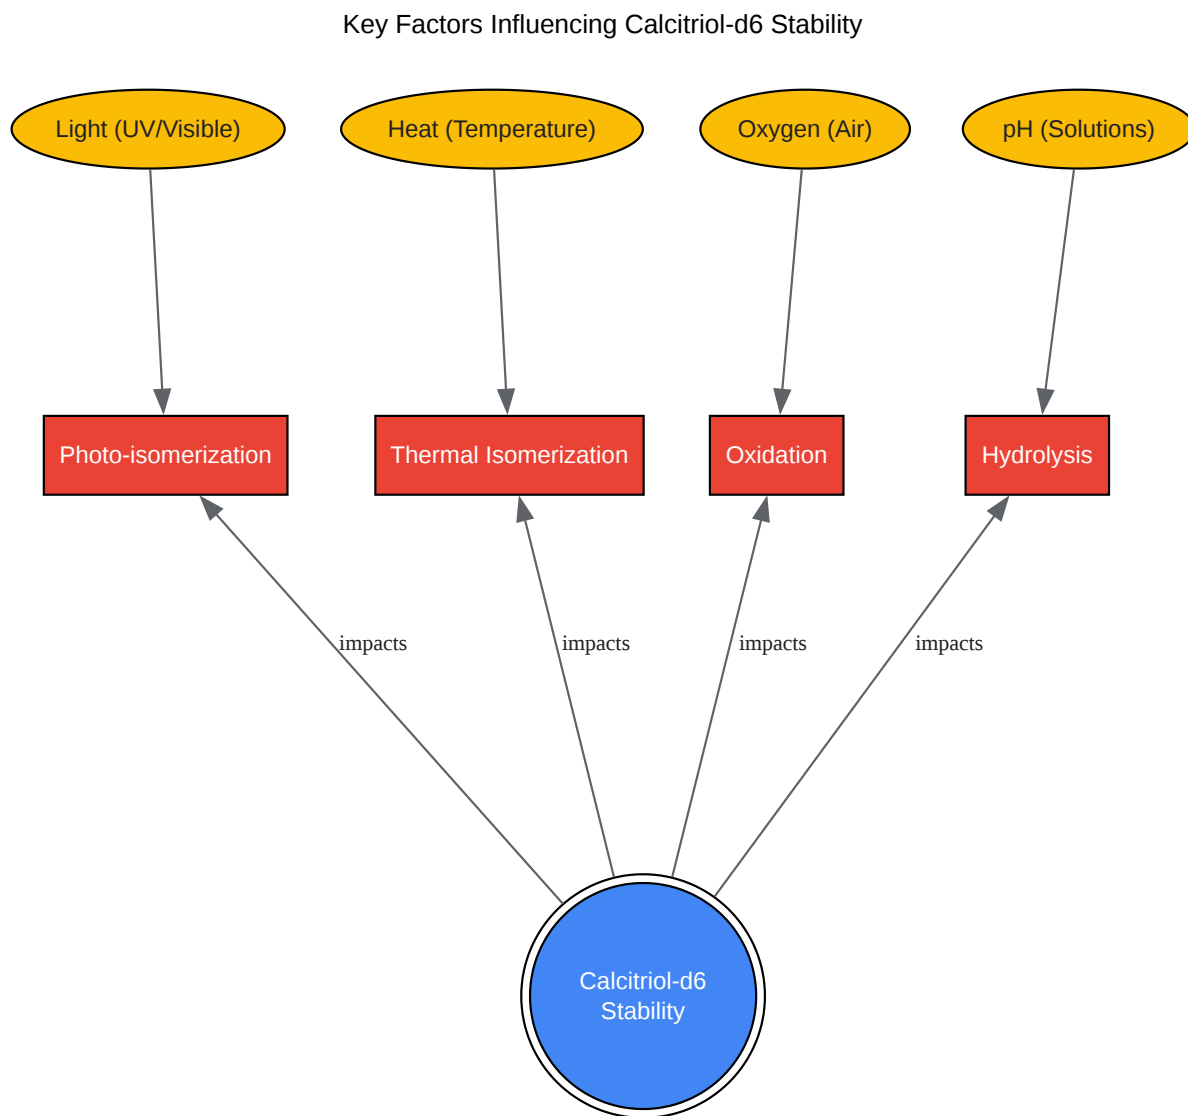 Key Factors Influencing Calcitriol-d6 Stability
Light (UV/Visible)
Heat (Temperature)
Oxygen (Air)
pH (Solutions)
Photo-isomerization
Thermal Isomerization
Oxidation
Hydrolysis
impacts
impacts
impacts
impacts
Calcitriol-d6
Stability